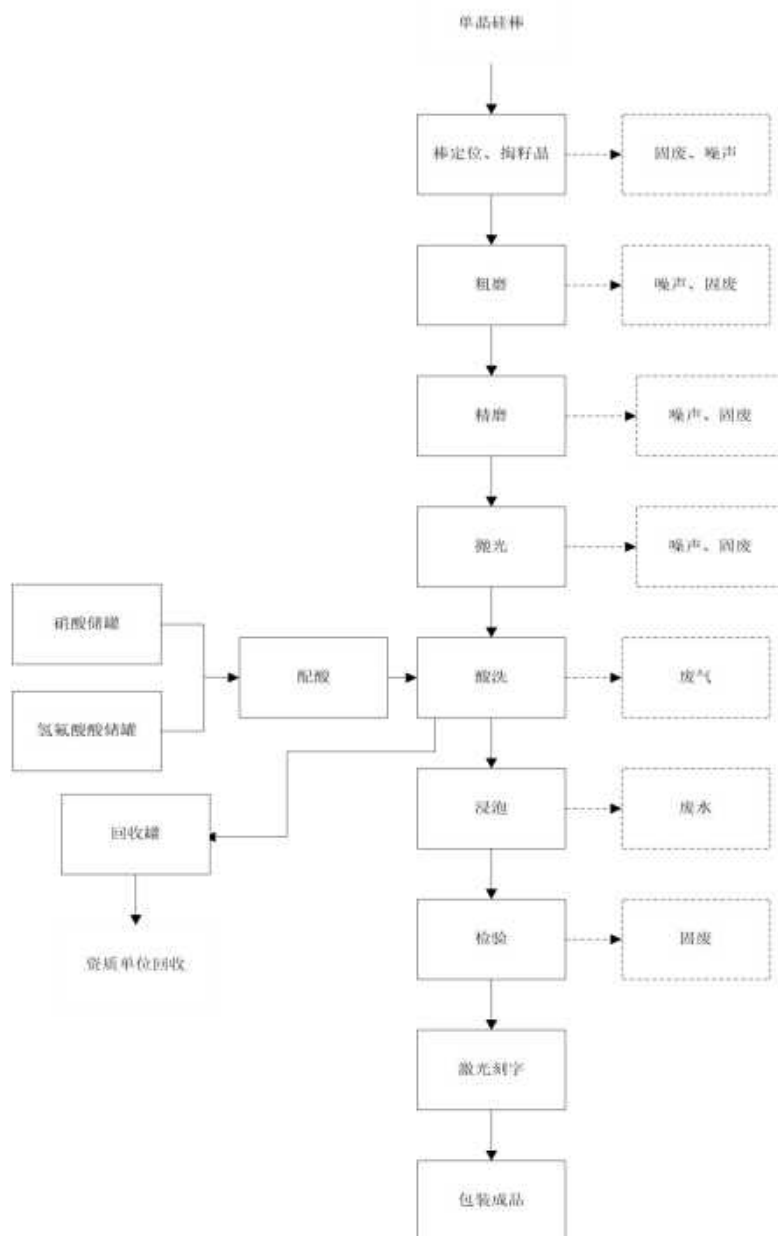 单晶硅棒
棒定位、掏籽晶
固废、噪声
粗磨
噪声、固废
精磨
噪声、固废
抛光
噪声、固废
硝酸储罐
氢氟酸酸储罐
配酸
酸洗
废气
回收罐
浸泡
废水
资质单位回收
检验
固废
激光刻字
包装成品